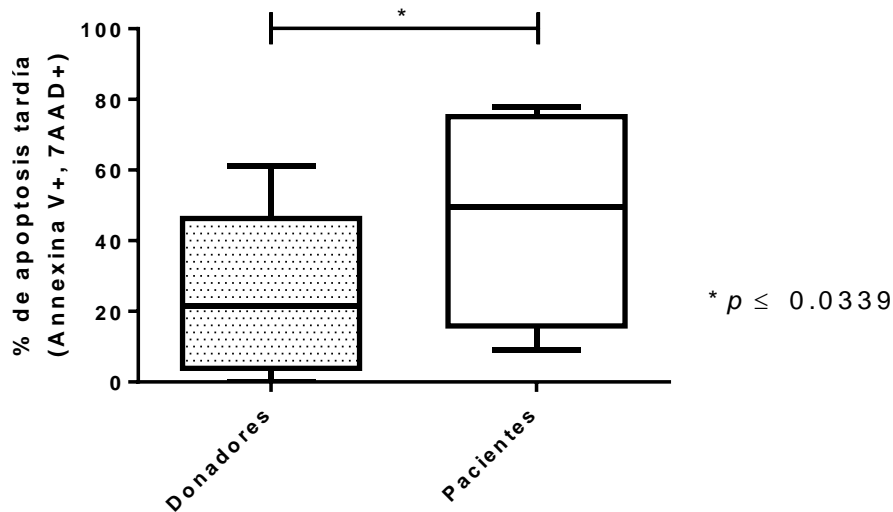 *
100
80
60
40
20
0
% de apoptosis tardía
(Annexina V+, 7AAD+)
* p ≤ 0.0339
Donadores
Pacientes